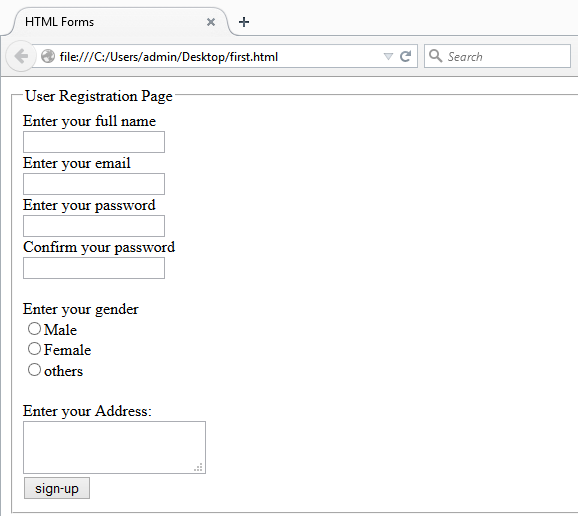 HTML Forms
file:///C:/Users/admin/Desktop/first.html Search
User Registration Page
Enter your full name
Enter your email
Enter your password
Confirm your password
Enter your gender
Male
Female
others
Enter your Address:
sign-up